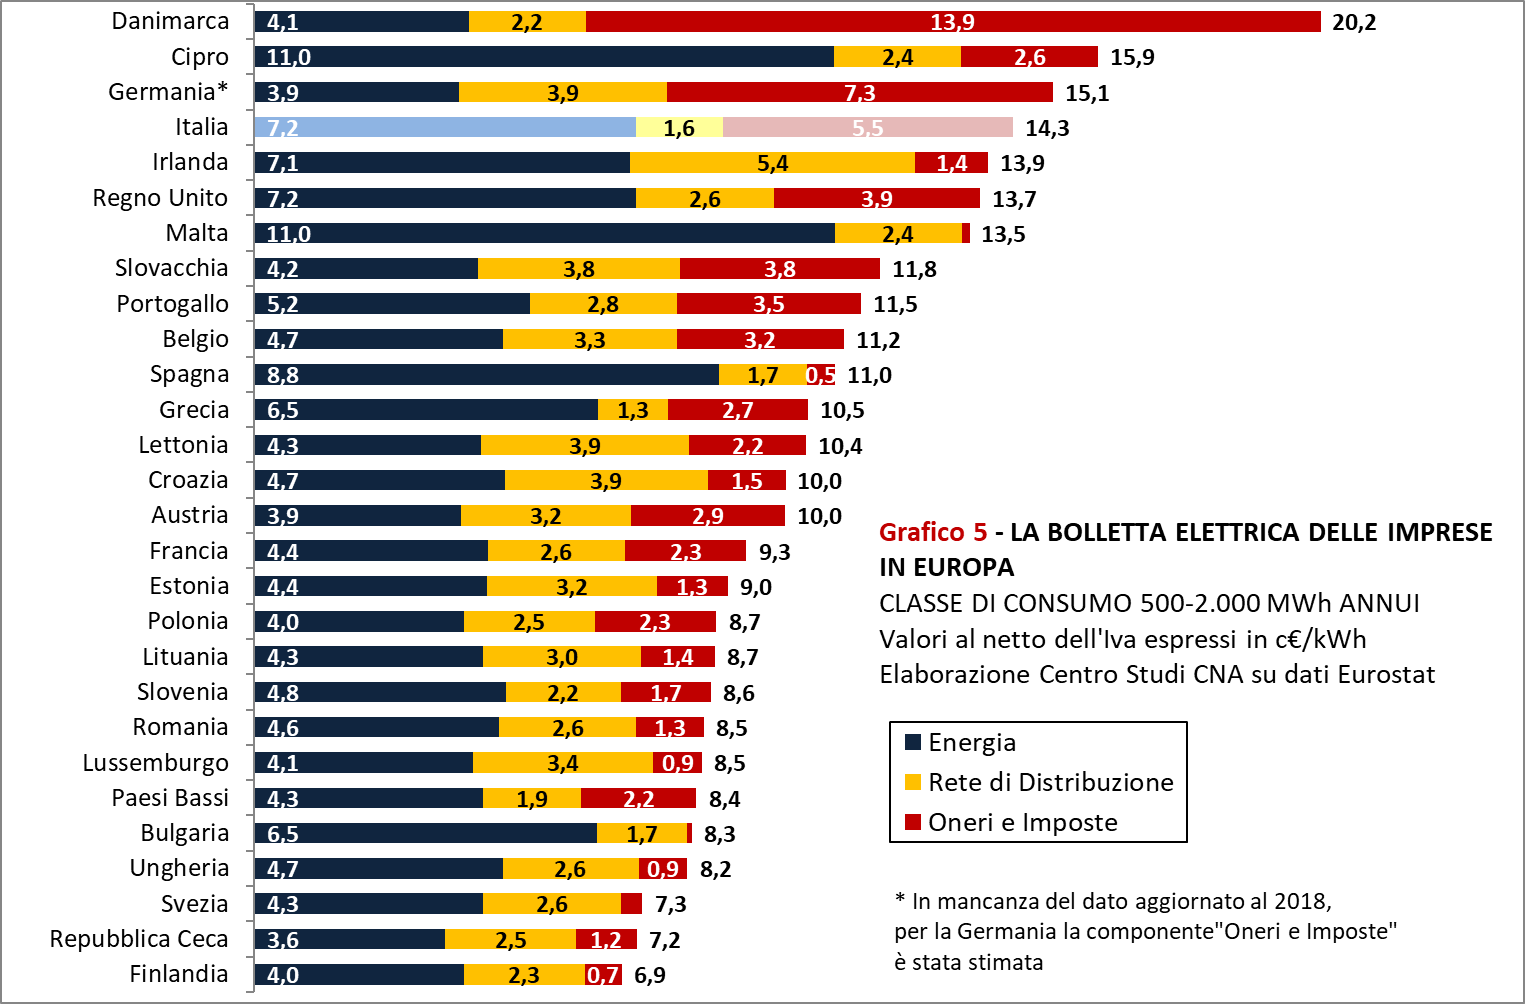 Danimarca 4,1 2,2 13,9 20,2
Cipro 11,0 2,4 2,6 15,9
Germania* 3,9 3,9 7,3 15,1
Italia 7,2 1,6 5,5 14,3
Irlanda 7,1 5,4 1,4 13,9
Regno Unito 7,2 2,6 3,9 13,7
Malta 11,0 2,4 13,5
Slovacchia 4,2 3,8 3,8 11,8
Portogallo 5,2 2,8 3,5 11,5
Belgio 4,7 3,3 3,2 11,2
Spagna 8,8 1,7 0,5 11,0
Grecia 6,5 1,3 2,7 10,5
Lettonia 4,3 3,9 2,2 10,4
Croazia 4,7 3,9 1,5 10,0
Austria 3,9 3,2 2,9 10,0
Francia 4,4 2,6 2,3 9,3
Estonia 4,4 3,2 1,3 9,0
Polonia 4,0 2,5 2,3 8,7
Lituania 4,3 3,0 1,4 8,7
Slovenia 4,8 2,2 1,7 8,6
Romania 4,6 2,6 1,3 8,5
Lussemburgo 4,1 3,4 0,9 8,5
Paesi Bassi 4,3 1,9 2,2 8,4
Bulgaria 6,5 1,7 8,3
Ungheria 4,7 2,6 0,9 8,2
Svezia 4,3 2,6 7,3
Repubblica Ceca 3,6 2,5 1,2 7,2
Finlandia 4,0 2,3 0,7 6,9
Grafico 5 - LA BOLLETTA ELETTRICA DELLE IMPRESE
IN EUROPA
CLASSE DI CONSUMO 500-2.000 MWh ANNUI
Valori al netto dell'Iva espressi in c€/kWh
Elaborazione Centro Studi CNA su dati Eurostat
Energia
Rete di Distribuzione
Oneri e Imposte
* In mancanza del dato aggiornato al 2018,
per la Germania la componente"Oneri e Imposte"
è stata stimata